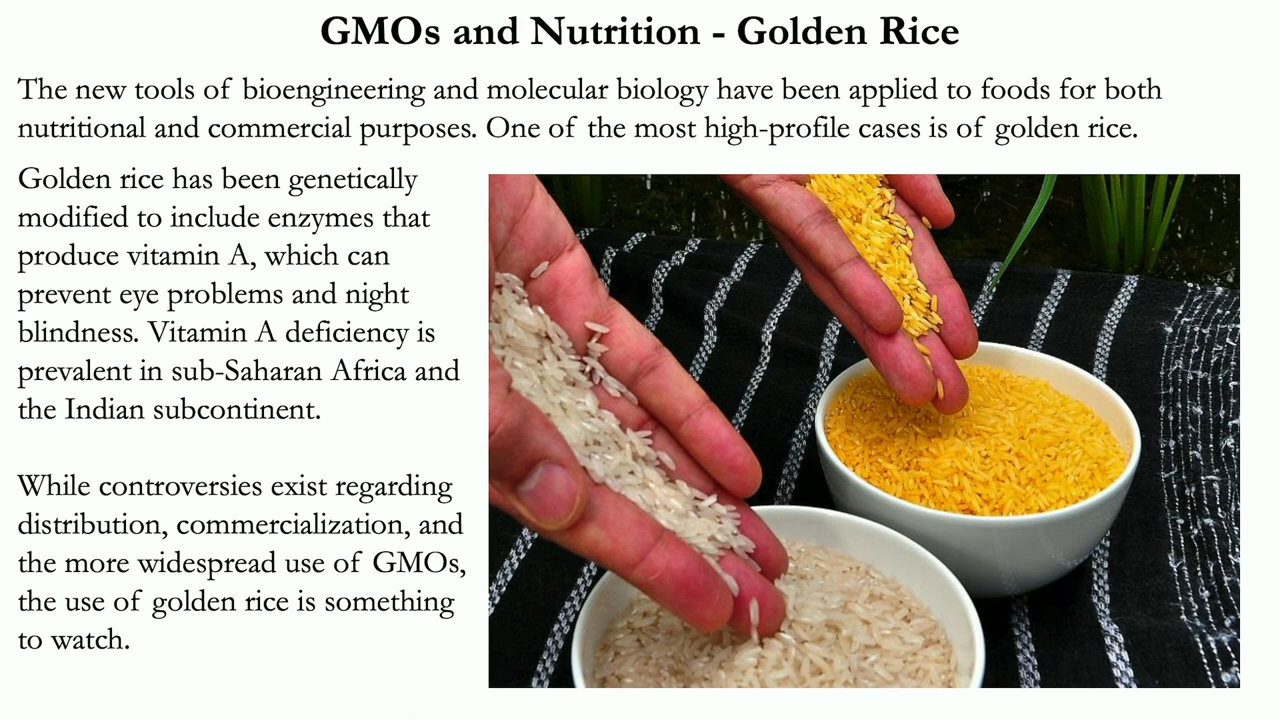 GMOs and Nutrition - Golden Rice
The new tools of bioengineering and molecular biology have been applied to foods for both
nutritional and commercial purposes. One of the most high-profile cases is of golden rice.
Golden rice has been genetically
modified to include enzymes that
produce vitamin A, which can
prevent eye problems and night
blindness. Vitamin A deficiency is
prevalent in sub-Saharan Africa and
the Indian subcontinent.
While controversies exist regarding
distribution, commercialization, and
the more widespread use of GMOs,
the use of golden rice is something
to watch.